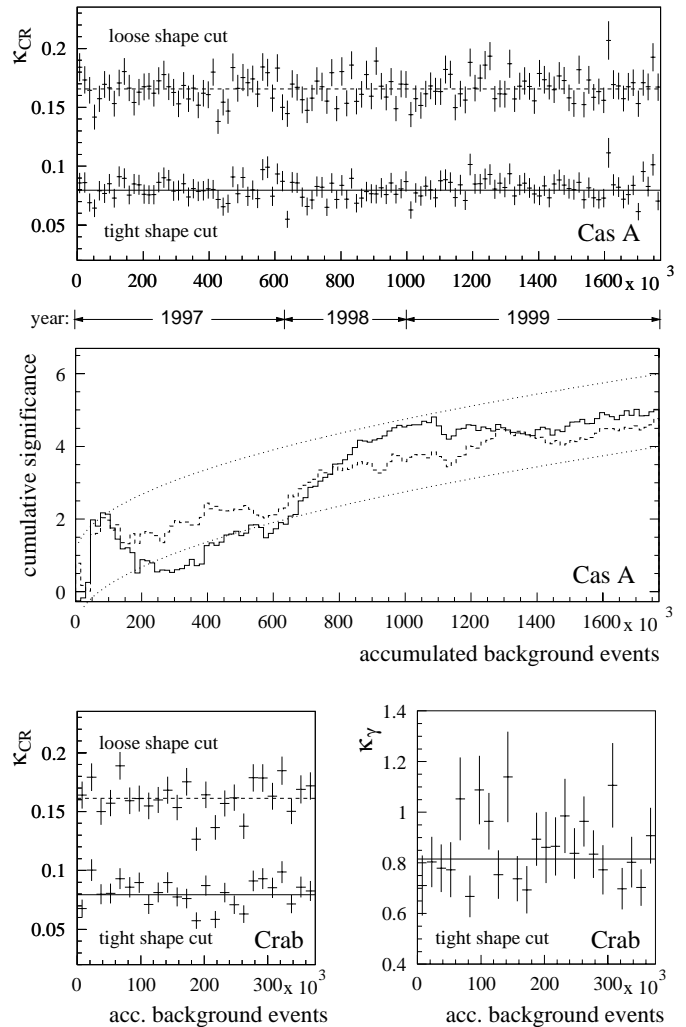 κCR
0.2
0.15
0.1
0.05
loose shape cut
tight shape cut
Cas A
0 200 400 600 800 1000 1200 1400 1600 x 10 3
year: 1997 1998 1999
cumulative significance
6
4
2
0
Cas A
0 200 400 600 800 1000 1200 1400 1600 x 10 3
accumulated background events
κCR
0.2
0.15
0.1
0.05
loose shape cut
tight shape cut
Crab
0 100 200 300 x 10 3
acc. background events
κγ
1.4
1.2
1
0.8
0.6
0.4
tight shape cut
Crab
0 100 200 300 x 10 3
acc. background events